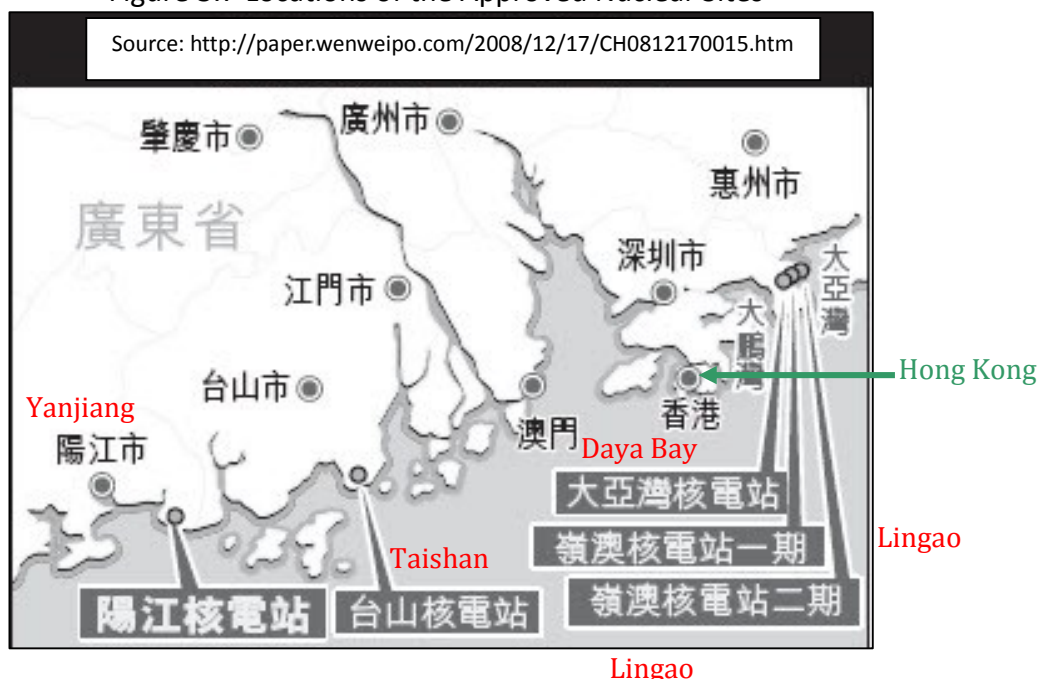 Figure 3.7 Locations of the Approved Nuclear Sites
Source: http://paper.wenweipo.com/2008/12/17/CH0812170015.htm
肇慶市
廣州市
惠州市
廣東省
深圳市
大亞灣
江門市
大鵬灣
Hong Kong
台山市
香港
Yanjiang
澳門
陽江市
Daya Bay
大亞灣核電站
Lingao
嶺澳核電站一期
Taishan
嶺澳核電站二期
陽江核電站
台山核電站
Lingao